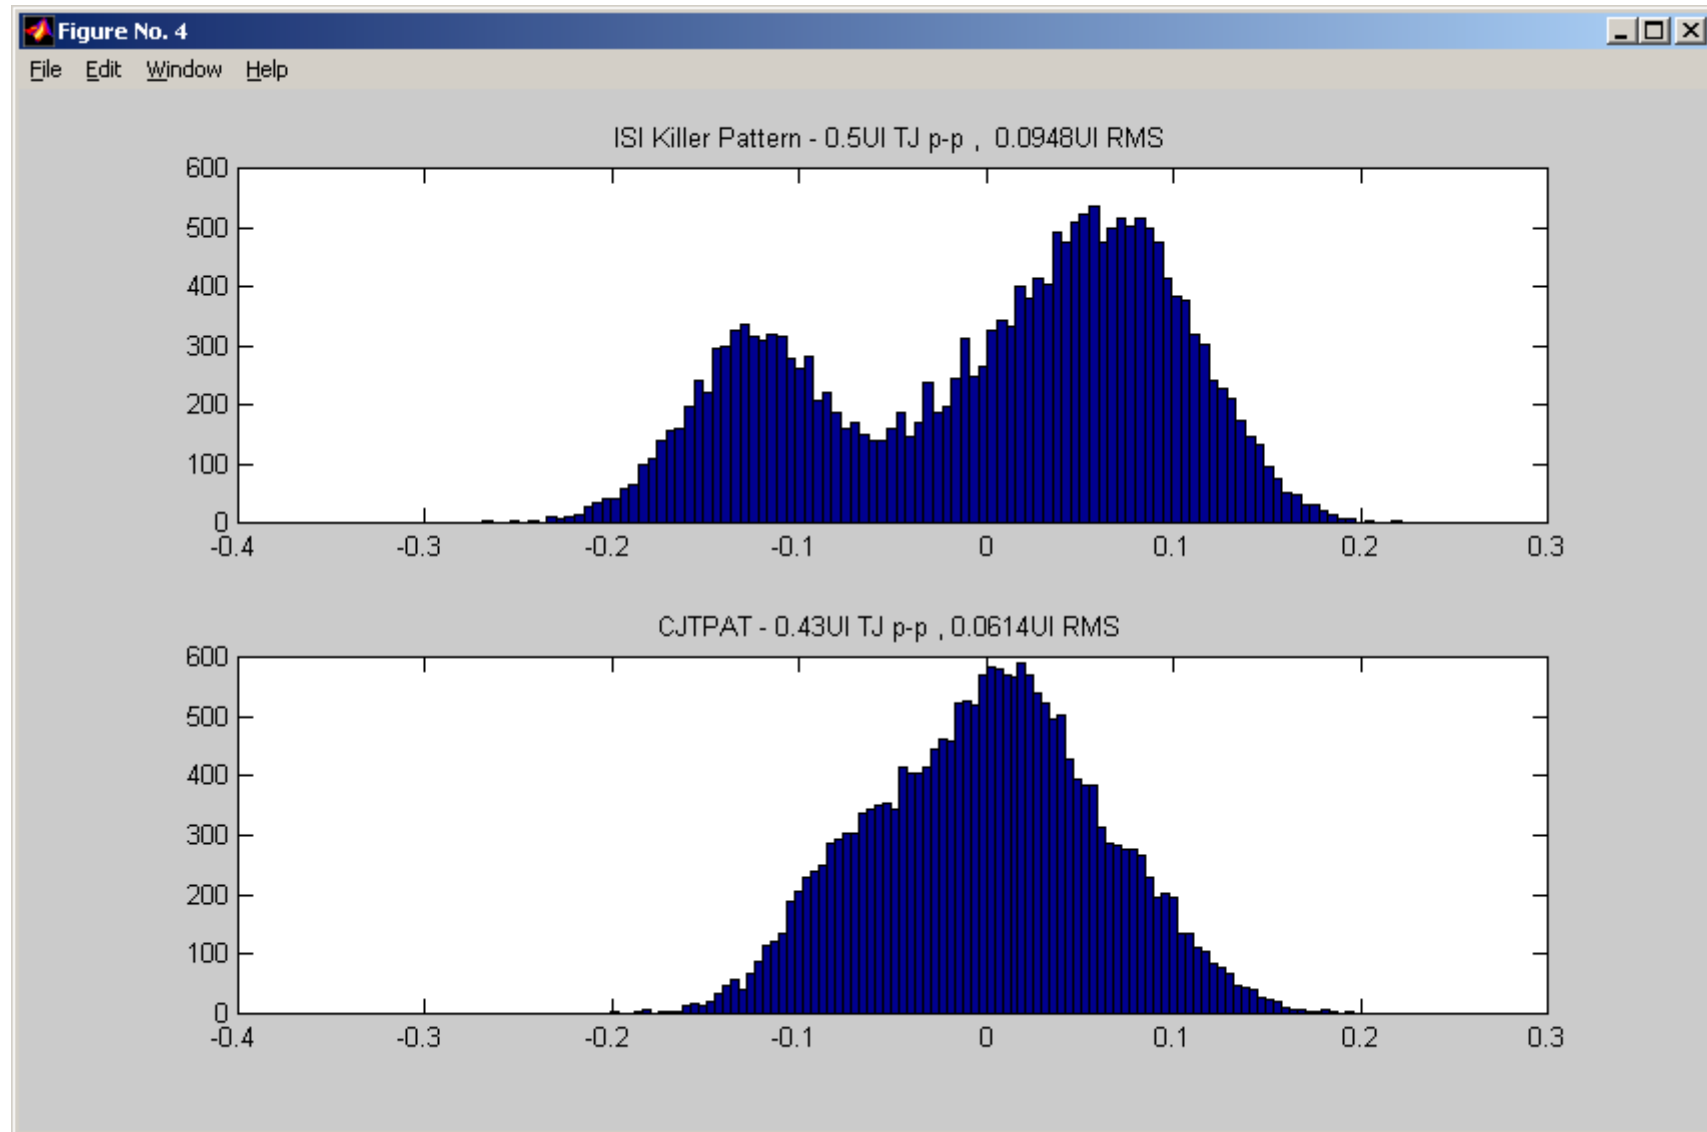 Figure No. 4
File Edit Window Help
ISI Killer Pattern - 0.5UI TJ p-p , 0.0948UI RMS
600
500
400
300
200
100
0
-0.4 -0.3 -0.2 -0.1 0 0.1 0.2 0.3
CJTPAT - 0.43UI TJ p-p , 0.0614UI RMS
600
500
400
300
200
100
0
-0.4 -0.3 -0.2 -0.1 0 0.1 0.2 0.3